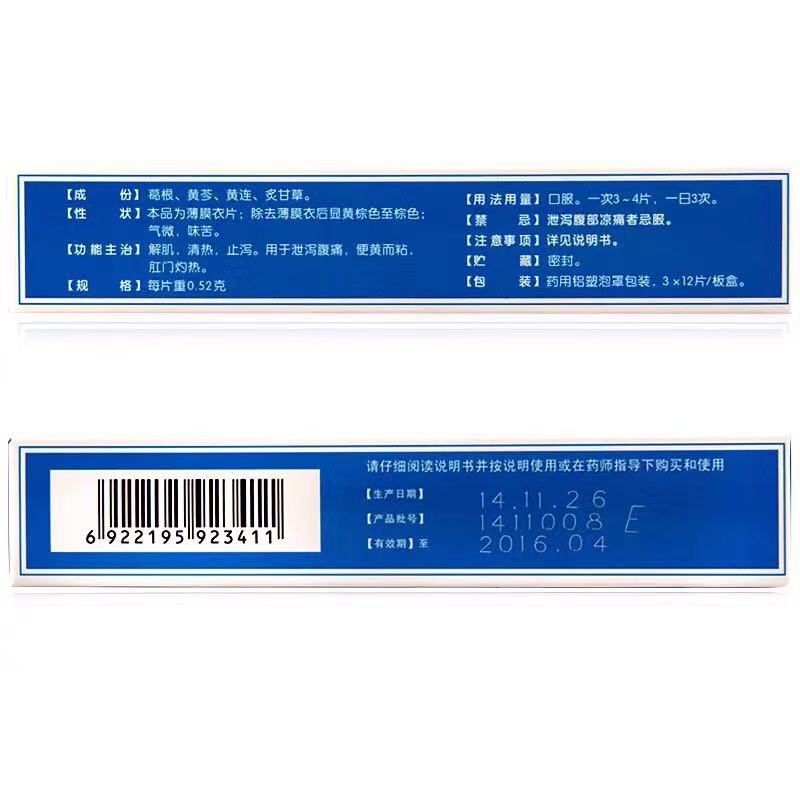 【成 份】葛根、黄芩、黄连、炙甘草。
【性 状】本品为薄膜衣片；除去薄膜衣后显黄棕色至棕色；
气微，味苦。
【功能主治】解肌，清热，止泻。用于泄泻腹痛，便黄而粘，
肛门灼热。
【规 格】每片重0.52克
【用法用量】口服。一次3~4片，一日3次。
【禁 忌】泄泻腹部凉痛者忌服。
【注意事项】详见说明书。
【贮 藏】密封。
【包 装】药用铝塑泡罩包装，3×12片/板盒。
6 922195 923411
请仔细阅读说明书并按说明使用或在药师指导下购买和使用
【生产日期】 14.11.26
【产品批号】 1411008 E
【有效期】至 2016.04